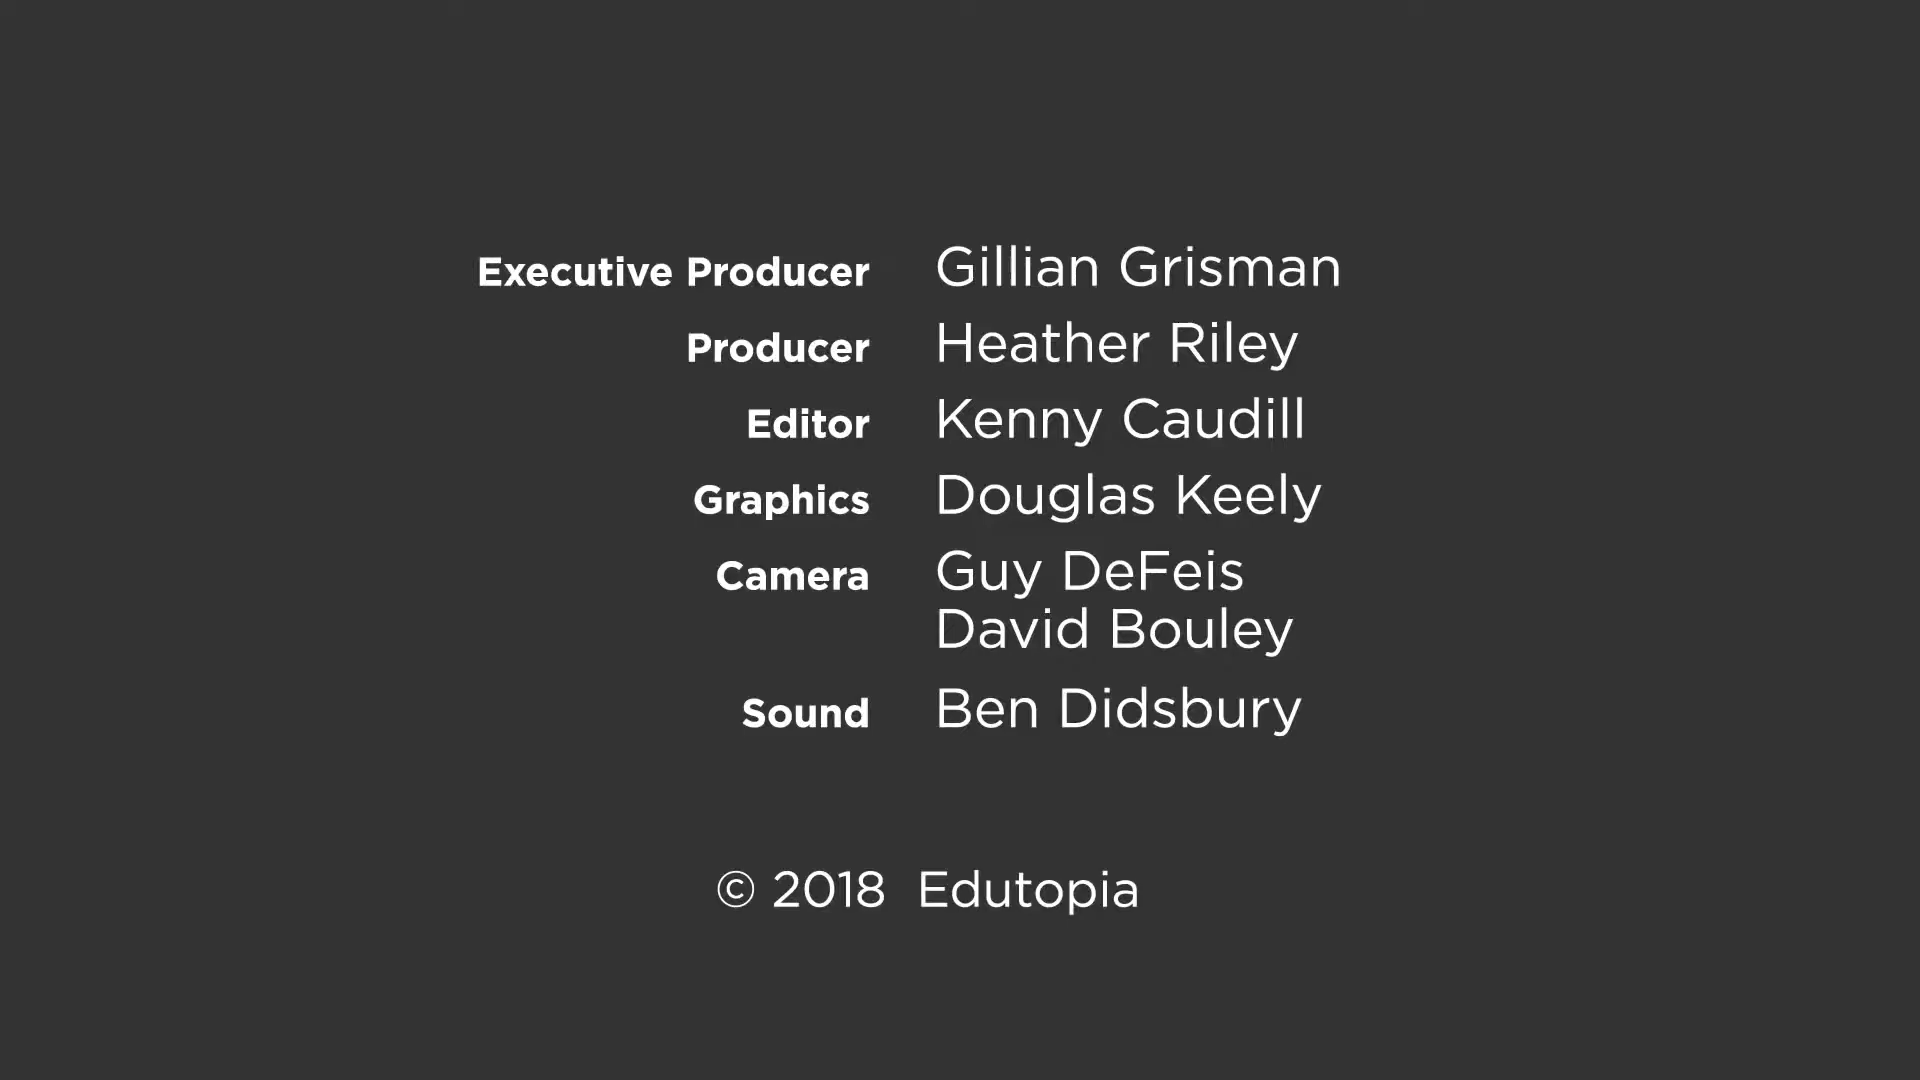 Executive Producer Gillian Grisman
Producer Heather Riley
Editor Kenny Caudill
Graphics Douglas Keely
Camera Guy DeFeis
David Bouley
Sound Ben Didsbury
© 2018 Edutopia